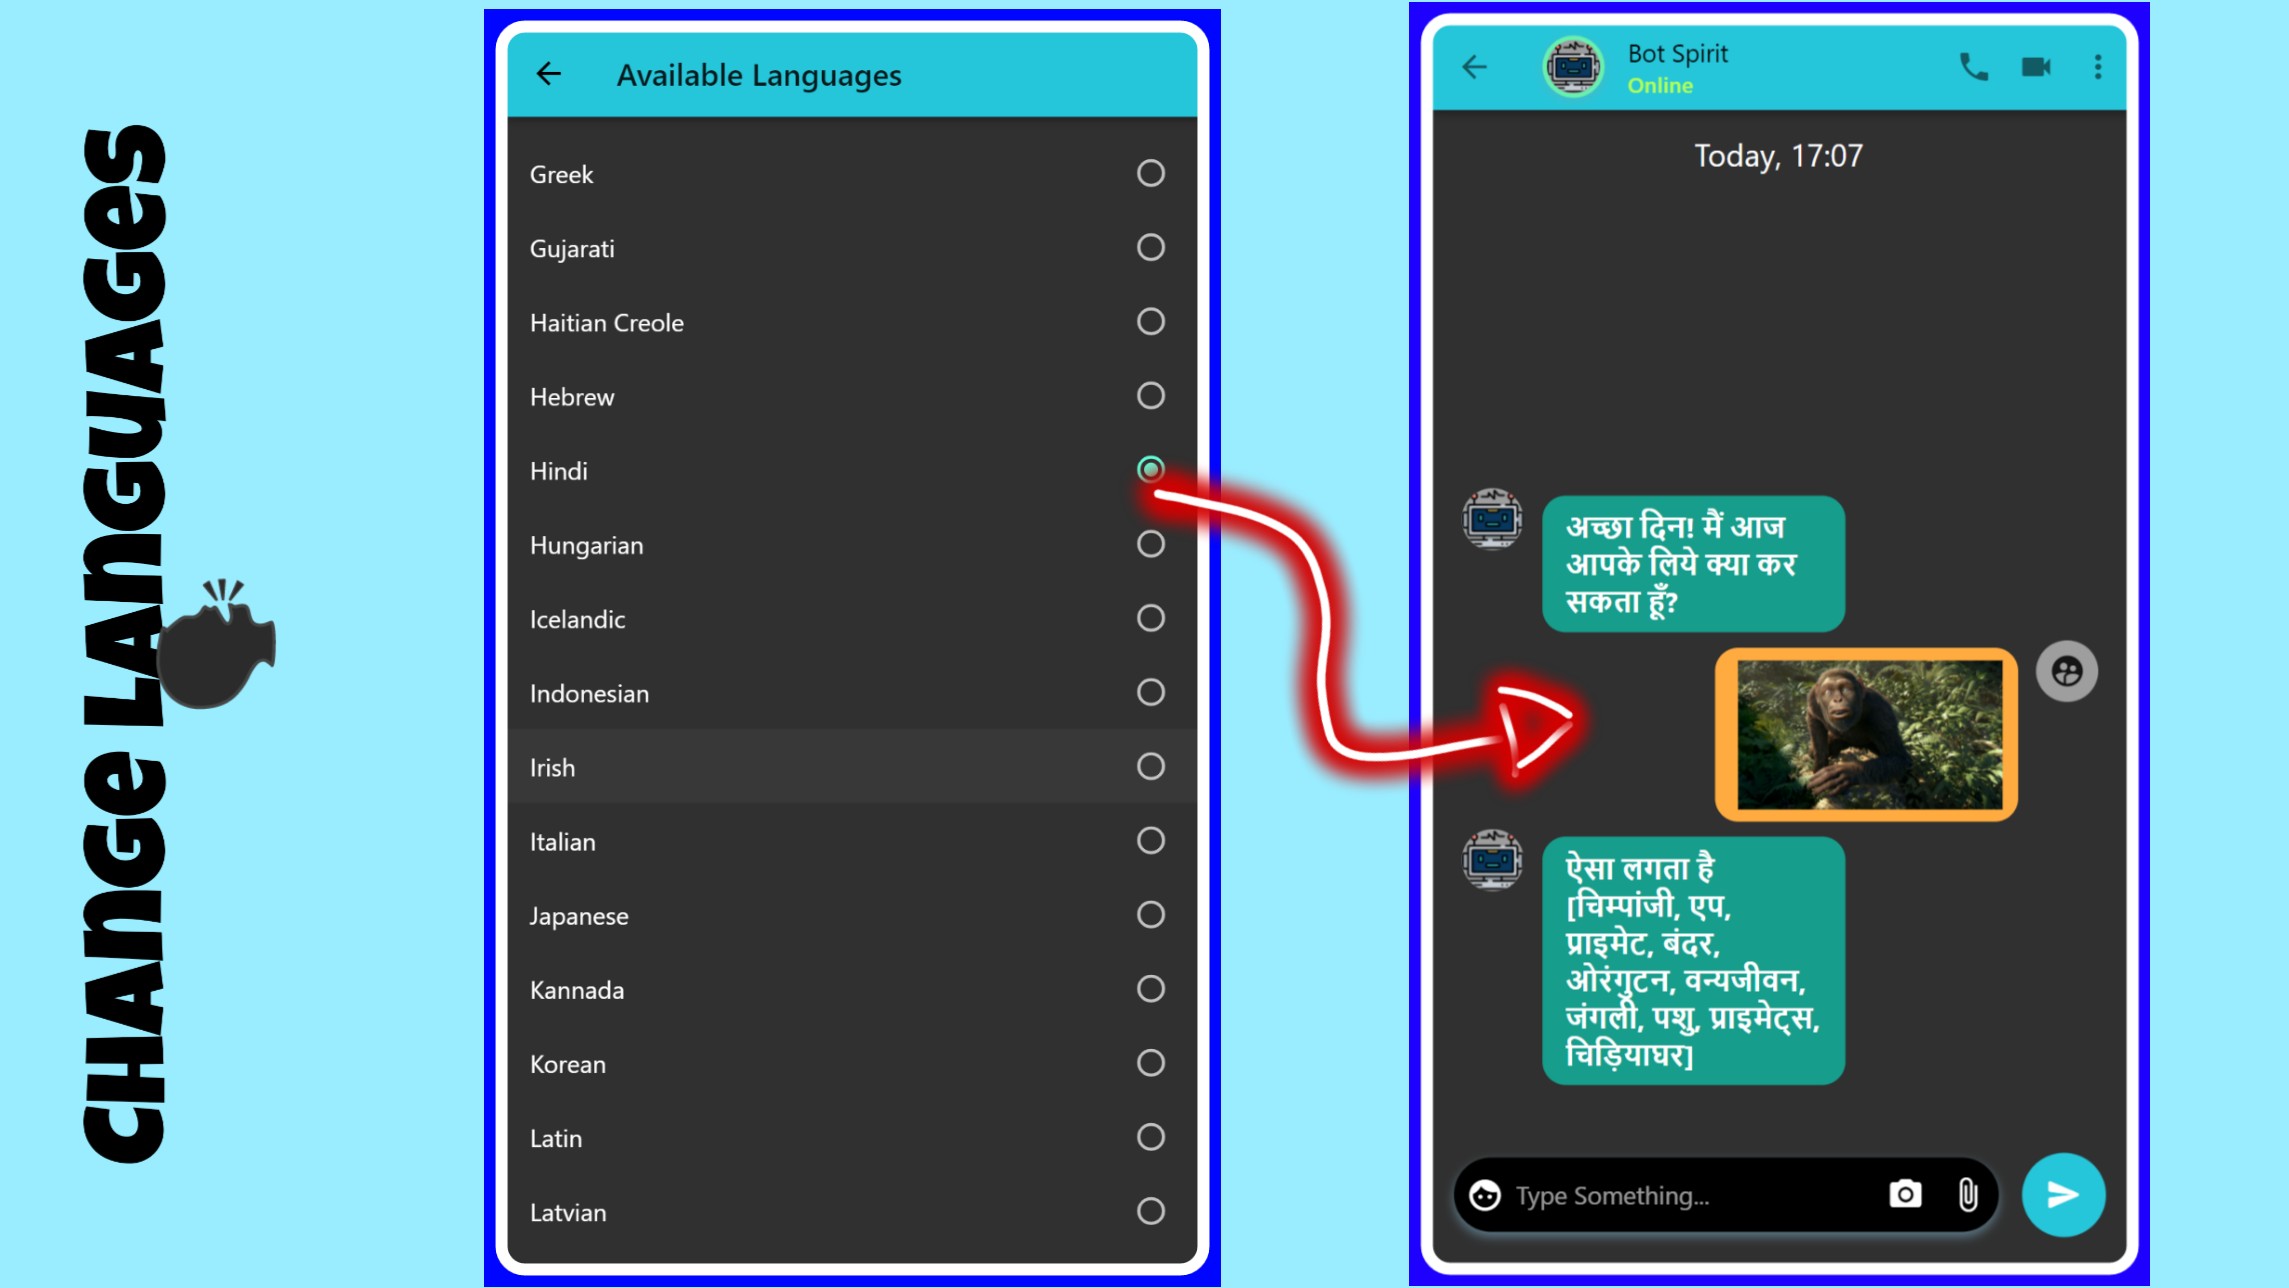 CHANGE LANGUAGES
Available Languages
Greek
Gujarati
Haitian Creole
Hebrew
Hindi
Hungarian
Icelandic
Indonesian
Irish
Italian
Japanese
Kannada
Korean
Latin
Latvian
Bot Spirit
Online
Today, 17:07
अच्छा दिन! मैं आज
आपके लिये क्या कर
सकता हूँ?
ऐसा लगता है
[चिम्पांजी, एप,
प्राइमेट, बंदर,
ओरंगुटन, वन्यजीवन,
जंगली, पशु, प्राइमेट्स,
चिड़ियाघर]
Type Something...